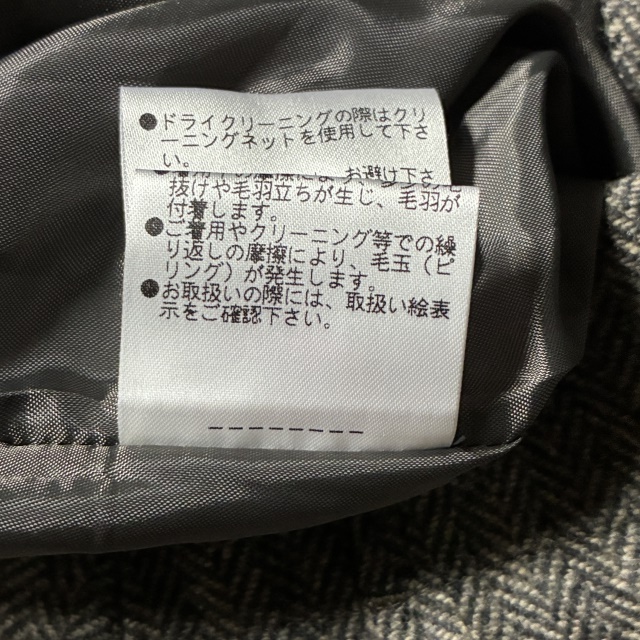 ●ドライクリーニングの際はクリ
ーニングネットを使用して下さ
い。
お避け下さ
抜けや毛羽立ちが生じ、毛羽が
付着します。
●ご着用やクリーニング等での繰
り返しの摩擦により、毛玉（ピ
リング）が発生します。
●お取扱いの際には、取扱い絵表
示をご確認下さい。
--------